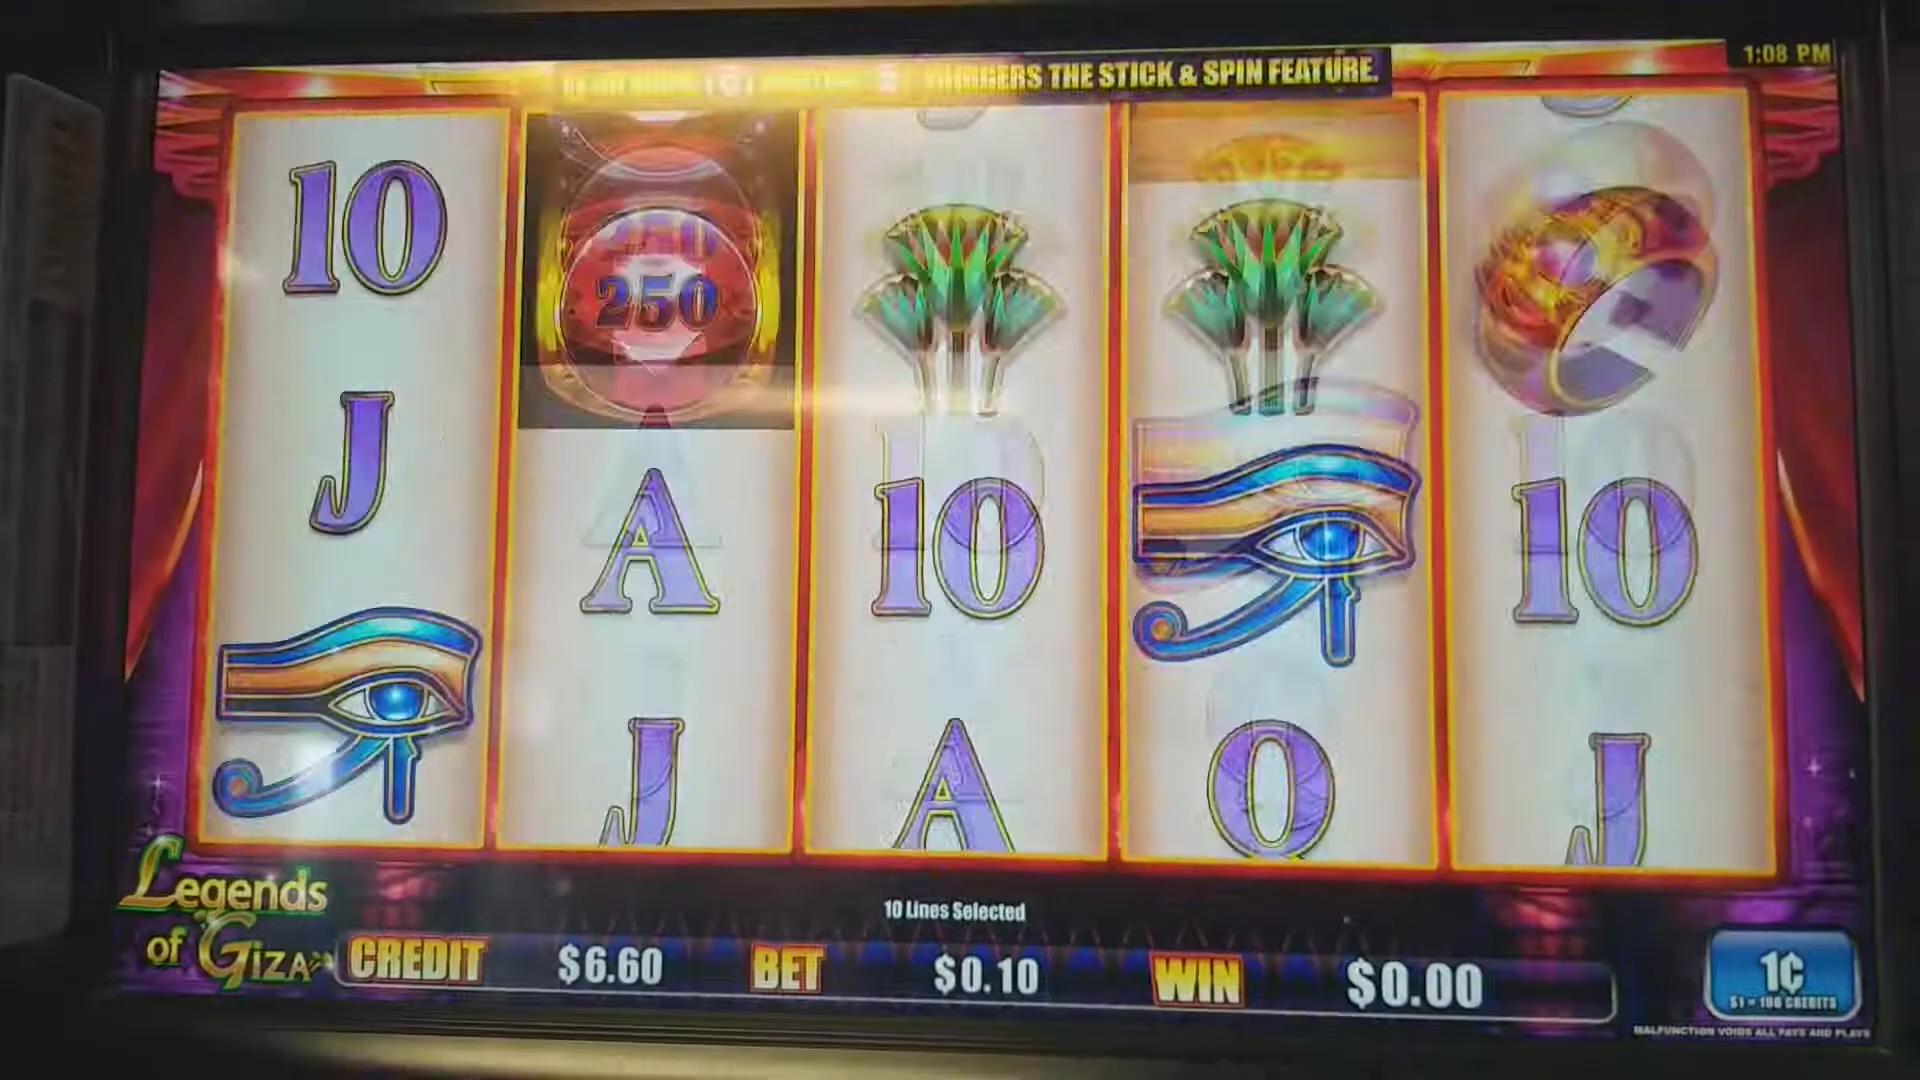 1:08 PM
THE STICK & SPIN FEATURE.
10
250
J
A
10
10
J
A
Q
J
Legends
of Giza
10 Lines Selected
CREDIT $6.60 BET $0.10 WIN $0.00
1¢
$1 = 100 CREDITS
MALFUNCTION VOIDS ALL PAYS AND PLAYS